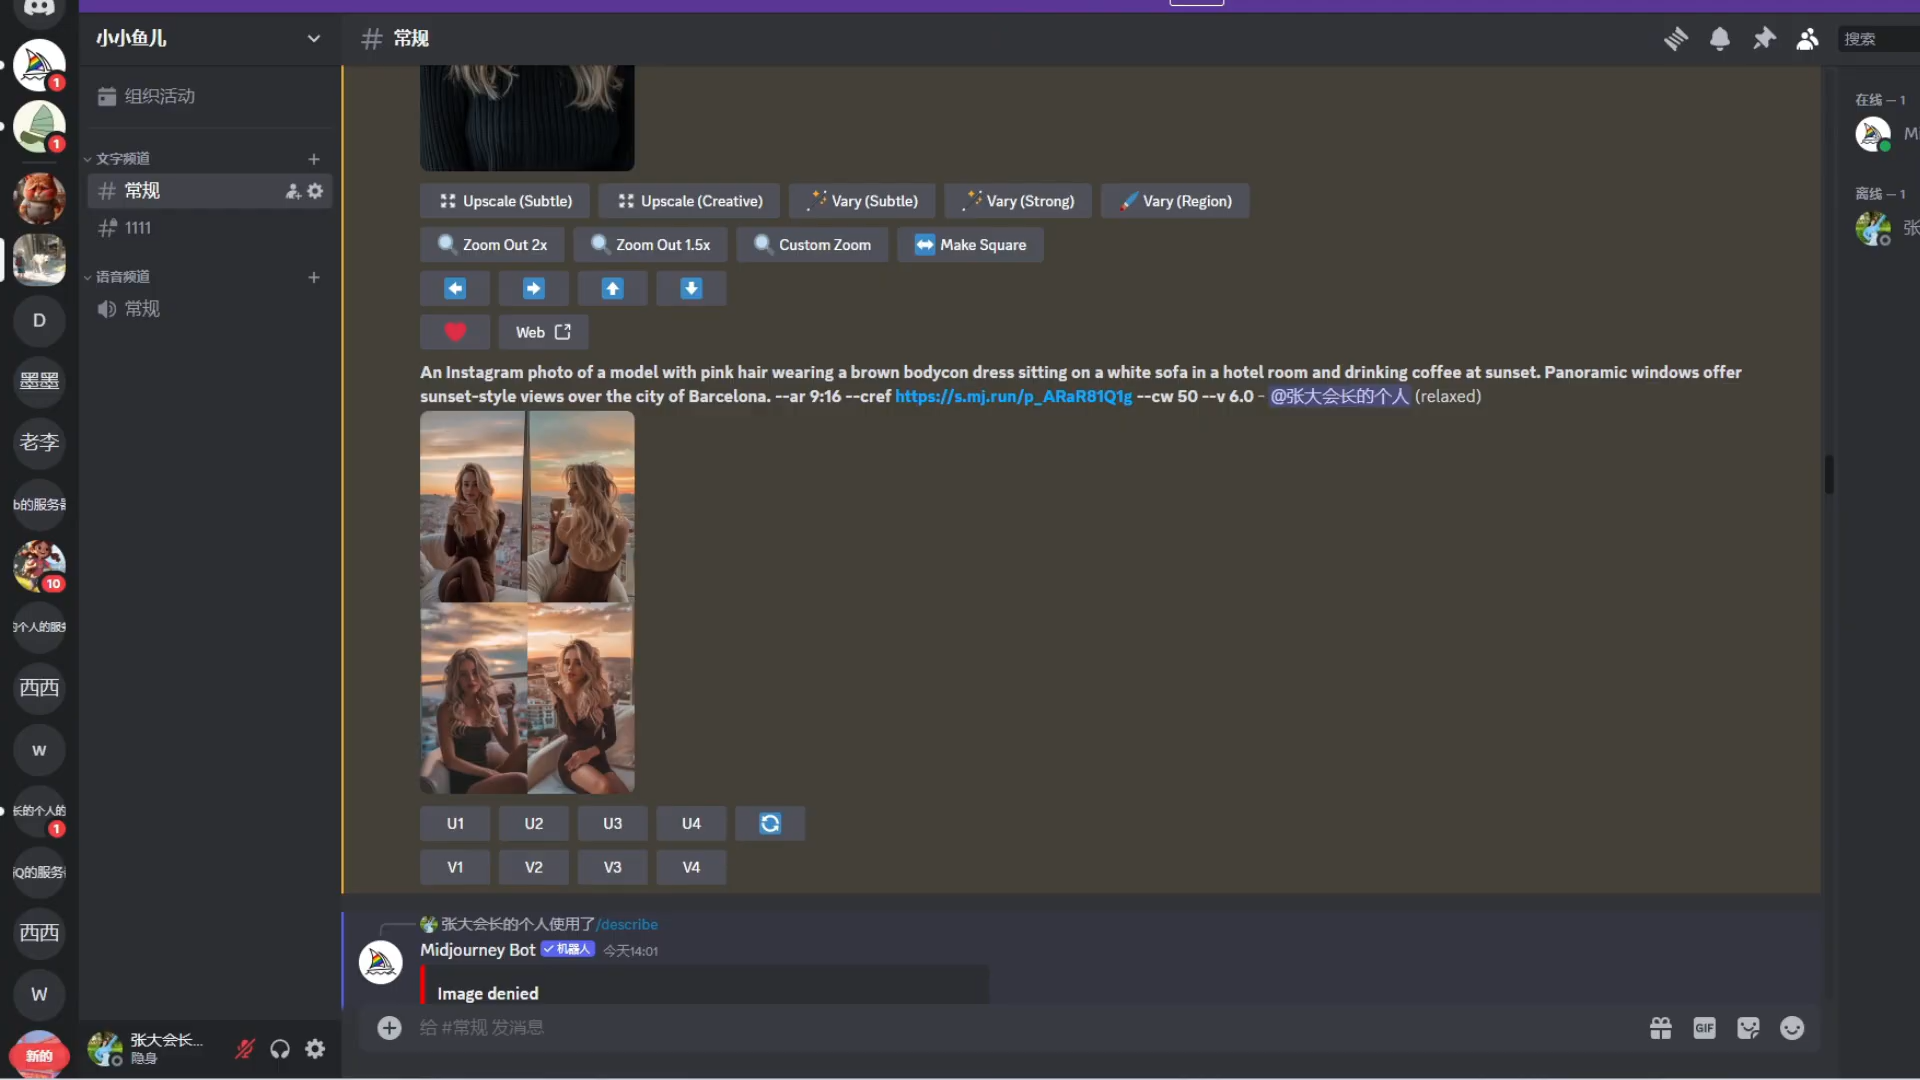 小小鱼儿
# 常规
搜索
1
组织活动
1
文字频道
常规
1111
语音频道
常规
D
墨墨
老李
b的服务器
10
个人的服务
西西
W
长的个人的
1
Q的服务
西西
W
新的
张大会长...
隐身
Upscale (Subtle)
Upscale (Creative)
Vary (Subtle)
Vary (Strong)
Vary (Region)
Zoom Out 2x
Zoom Out 1.5x
Custom Zoom
Make Square
Web
An Instagram photo of a model with pink hair wearing a brown bodycon dress sitting on a white sofa in a hotel room and drinking coffee at sunset. Panoramic windows offer
sunset-style views over the city of Barcelona. --ar 9:16 --cref https://s.mj.run/p_ARaR81Q1g --cw 50 --v 6.0 - @张大会长的个人 (relaxed)
U1
U2
U3
U4
V1
V2
V3
V4
张大会长的个人使用了/describe
Midjourney Bot ✓机器人 今天14:01
Image denied
给 #常规 发消息
GIF
在线 — 1
离线 — 1
张